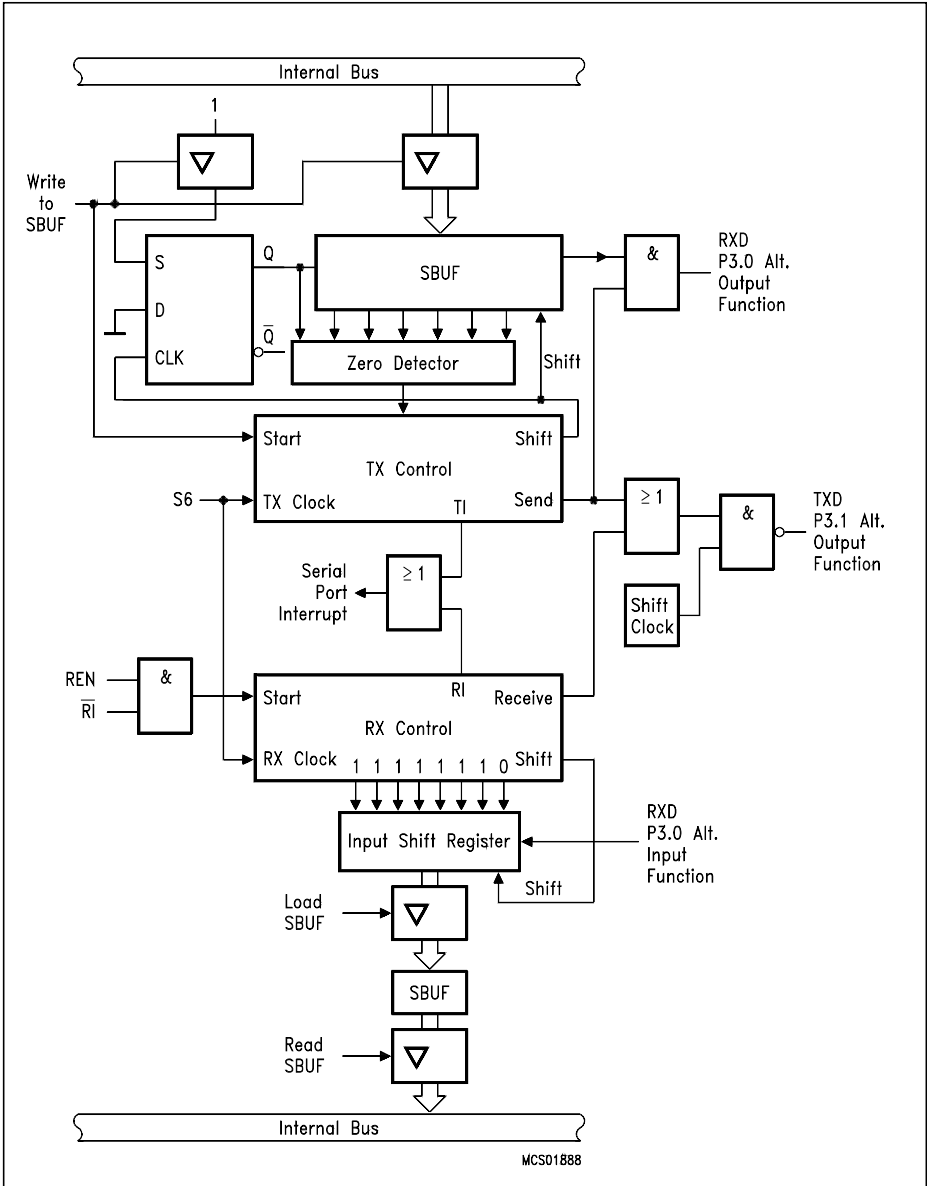 Internal Bus
1
Write
to
SBUF
S
D
CLK
Q
Q̅
SBUF
&
RXD
P3.0 Alt.
Output
Function
Zero Detector
Shift
Start
Shift
TX Control
S6
TX Clock
TI
Send
≥ 1
&
TXD
P3.1 Alt.
Output
Function
Serial
Port
Interrupt
≥ 1
Shift
Clock
REN
R̅I̅
&
Start
RI
Receive
RX Control
RX Clock
Shift
1 1 1 1 1 1 1 0
Input Shift Register
RXD
P3.0 Alt.
Input
Function
Shift
Load
SBUF
SBUF
Read
SBUF
Internal Bus
MCS01888